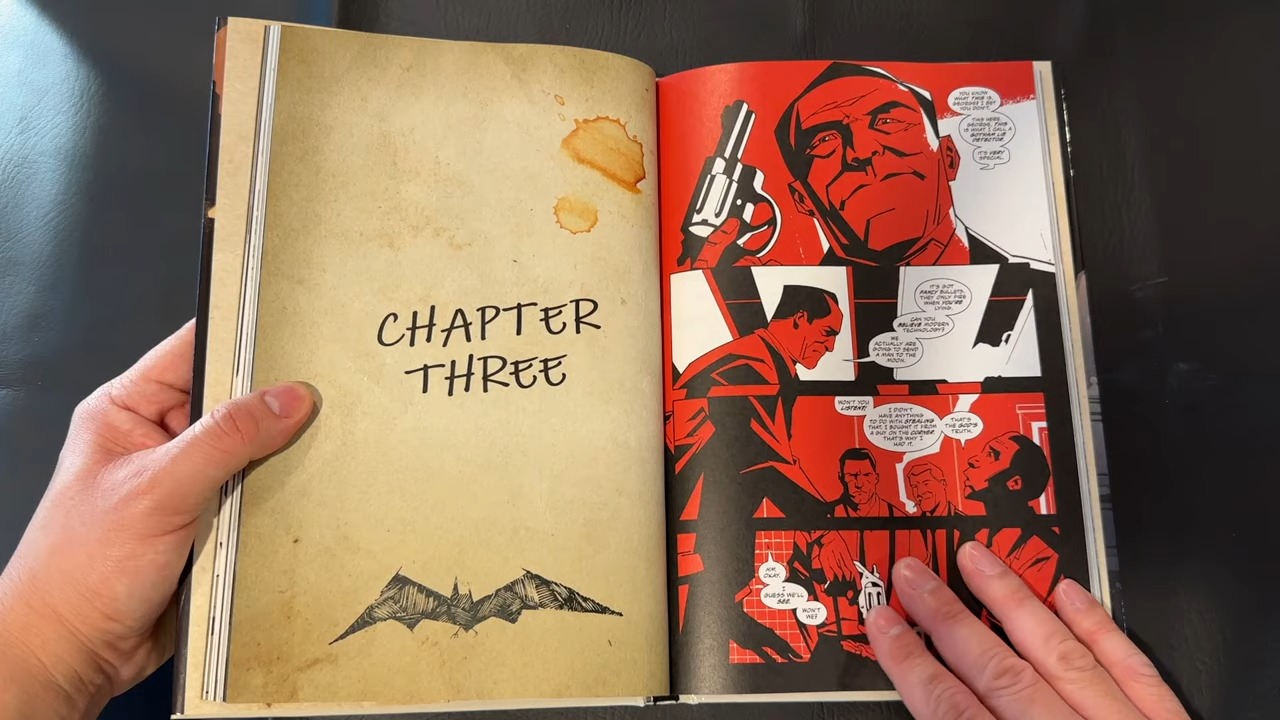 CHAPTER
THREE
YOU KNOW
WHAT THIS IS,
GEORGE? I BET
YOU DON'T.
THIS HERE,
GEORGE, THIS
IS WHAT I CALL A
GOTHAM LIE
DETECTOR.
IT'S VERY
SPECIAL.
IT'S GOT
FANCY BULLETS.
THEY ONLY FIRE
WHEN YOU'RE
LYING.
CAN YOU
BELIEVE MODERN
TECHNOLOGY?
WE
ACTUALLY ARE
GOING TO SEND
A MAN TO THE
MOON.
WON'T YOU
LISTEN?!
I DIDN'T
HAVE ANYTHING
TO DO WITH STEALING
THAT, I BOUGHT IT FROM
A GUY ON THE CORNER.
THAT'S WHY I
HAD IT.
THAT'S
THE GOD'S
TRUTH.
HM.
OKAY.
I
GUESS WE'LL
SEE,
WON'T
WE?